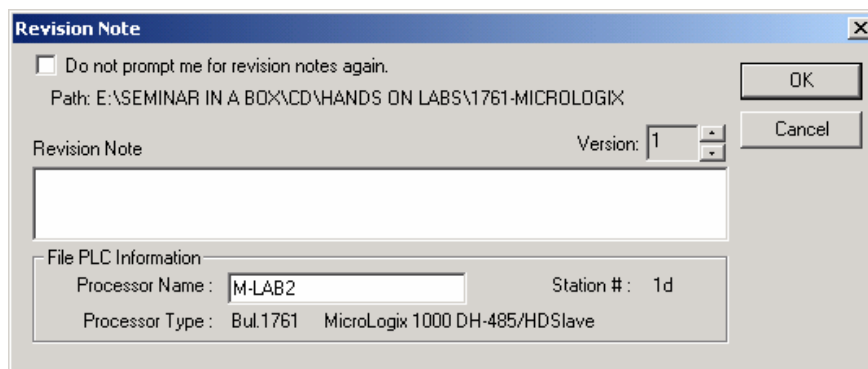 Revision Note
Do not prompt me for revision notes again.
Path: E:\SEMINAR IN A BOX\CD\HANDS ON LABS\1761-MICROLOGIX
OK
Cancel
Revision Note
Version: 1
File PLC Information
Processor Name : M-LAB2
Station # : 1d
Processor Type : Bul.1761 MicroLogix 1000 DH-485/HDSlave